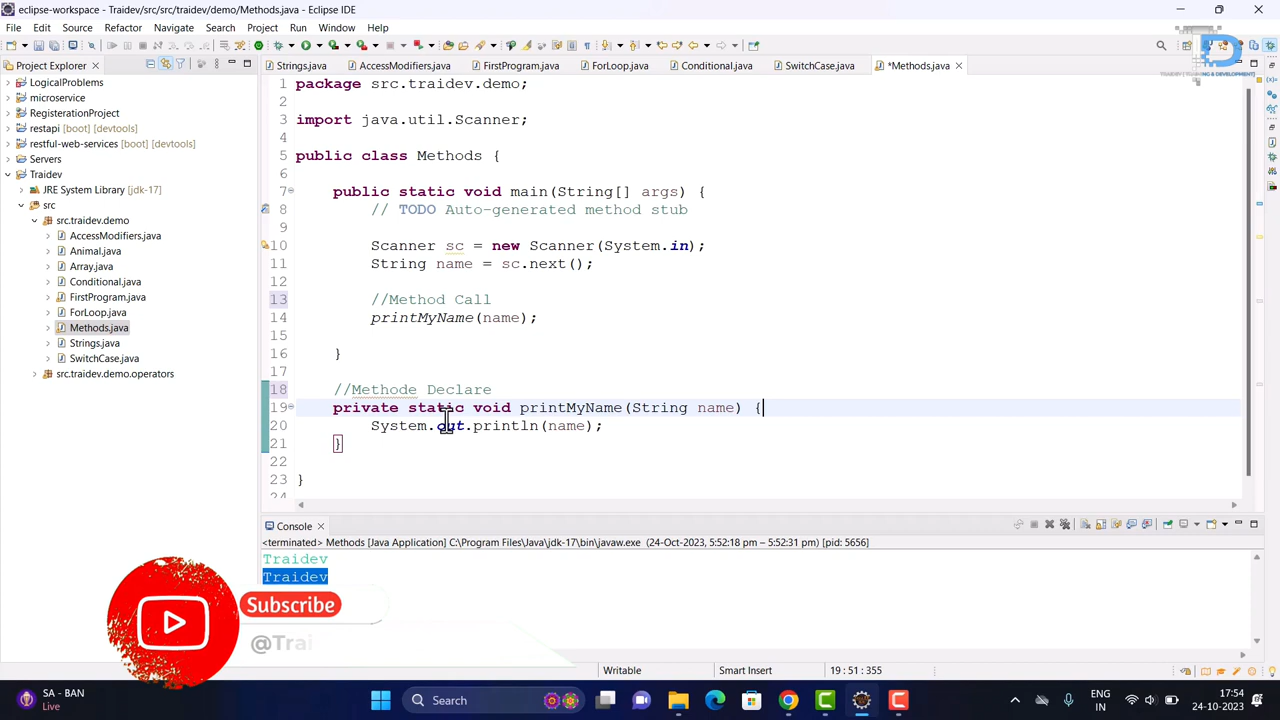 eclipse-workspace - Traidev/src/src/traidev/demo/Methods.java - Eclipse IDE
File Edit Source Refactor Navigate Search Project Run Window Help
Project Explorer
Strings.java AccessModifiers.java FirstProgram.java ForLoop.java Conditional.java SwitchCase.java *Methods.java
LogicalProblems
microservice
RegisterationProject
restapi [boot] [devtools]
restful-web-services [boot] [devtools]
Servers
Traidev
JRE System Library [jdk-17]
src
src.traidev.demo
AccessModifiers.java
Animal.java
Array.java
Conditional.java
FirstProgram.java
ForLoop.java
Methods.java
Strings.java
SwitchCase.java
src.traidev.demo.operators
1 package src.traidev.demo;
2
3 import java.util.Scanner;
4
5 public class Methods {
6
7 public static void main(String[] args) {
8 // TODO Auto-generated method stub
9
10 Scanner sc = new Scanner(System.in);
11 String name = sc.next();
12
13 //Method Call
14 printMyName(name);
15
16 }
17
18 //Methode Declare
19 private static void printMyName(String name) {
20 System.out.println(name);
21 }
22
23 }
24
Console
<terminated> Methods [Java Application] C:\Program Files\Java\jdk-17\bin\javaw.exe (24-Oct-2023, 5:52:18 pm – 5:52:31 pm) [pid: 5656]
Traidev
Traidev
Subscribe
@Trai
Writable Smart Insert 19 : 51 : 355
SA - BAN
Live
Search
ENG
IN
17:54
24-10-2023